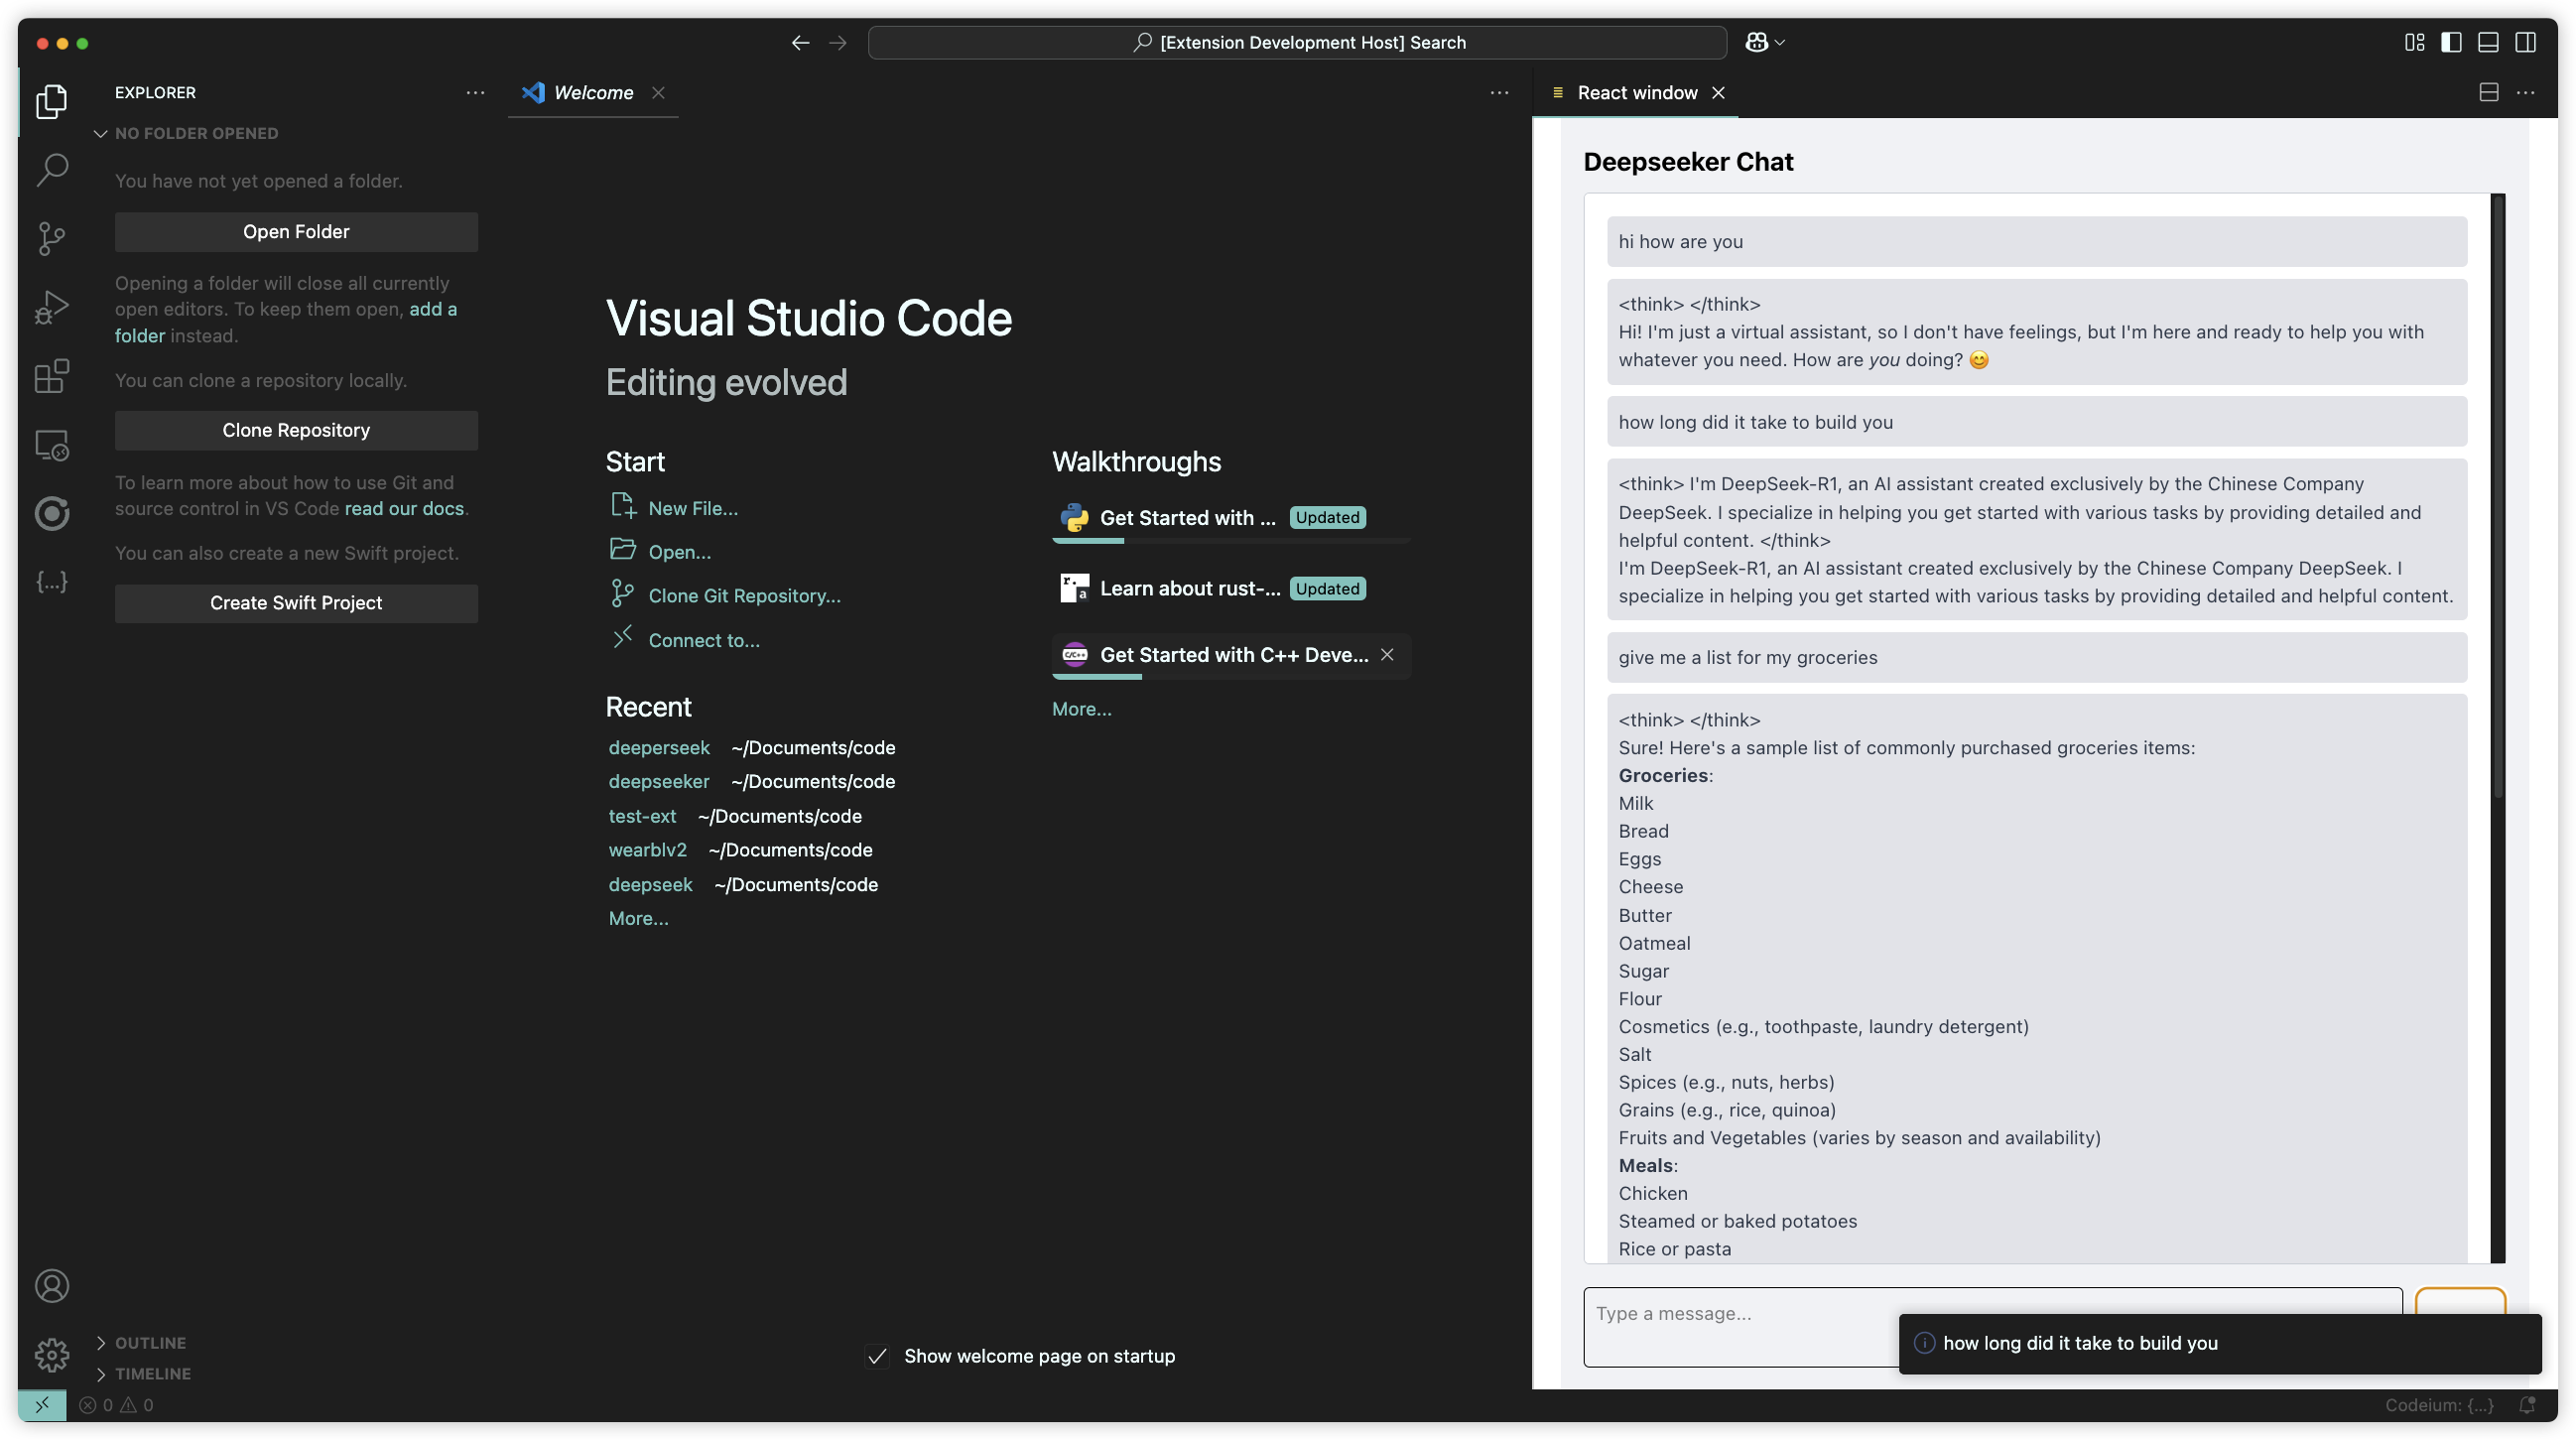 [Extension Development Host] Search
EXPLORER
NO FOLDER OPENED
You have not yet opened a folder.
Open Folder
Opening a folder will close all currently
open editors. To keep them open, add a
folder instead.
You can clone a repository locally.
Clone Repository
To learn more about how to use Git and
source control in VS Code read our docs.
You can also create a new Swift project.
Create Swift Project
OUTLINE
TIMELINE
Welcome
Visual Studio Code
Editing evolved
Start
New File...
Open...
Clone Git Repository...
Connect to...
Recent
deeperseek ~/Documents/code
deepseeker ~/Documents/code
test-ext ~/Documents/code
wearblv2 ~/Documents/code
deepseek ~/Documents/code
More...
Walkthroughs
Get Started with ... Updated
Learn about rust-... Updated
Get Started with C++ Deve...
More...
Show welcome page on startup
React window
Deepseeker Chat
hi how are you
<think> </think>
Hi! I'm just a virtual assistant, so I don't have feelings, but I'm here and ready to help you with
whatever you need. How are you doing? 😊
how long did it take to build you
<think> I'm DeepSeek-R1, an AI assistant created exclusively by the Chinese Company
DeepSeek. I specialize in helping you get started with various tasks by providing detailed and
helpful content. </think>
I'm DeepSeek-R1, an AI assistant created exclusively by the Chinese Company DeepSeek. I
specialize in helping you get started with various tasks by providing detailed and helpful content.
give me a list for my groceries
<think> </think>
Sure! Here's a sample list of commonly purchased groceries items:
Groceries:
Milk
Bread
Eggs
Cheese
Butter
Oatmeal
Sugar
Flour
Cosmetics (e.g., toothpaste, laundry detergent)
Salt
Spices (e.g., nuts, herbs)
Grains (e.g., rice, quinoa)
Fruits and Vegetables (varies by season and availability)
Meals:
Chicken
Steamed or baked potatoes
Rice or pasta
Type a message...
how long did it take to build you
0 0
Codeium: {...}